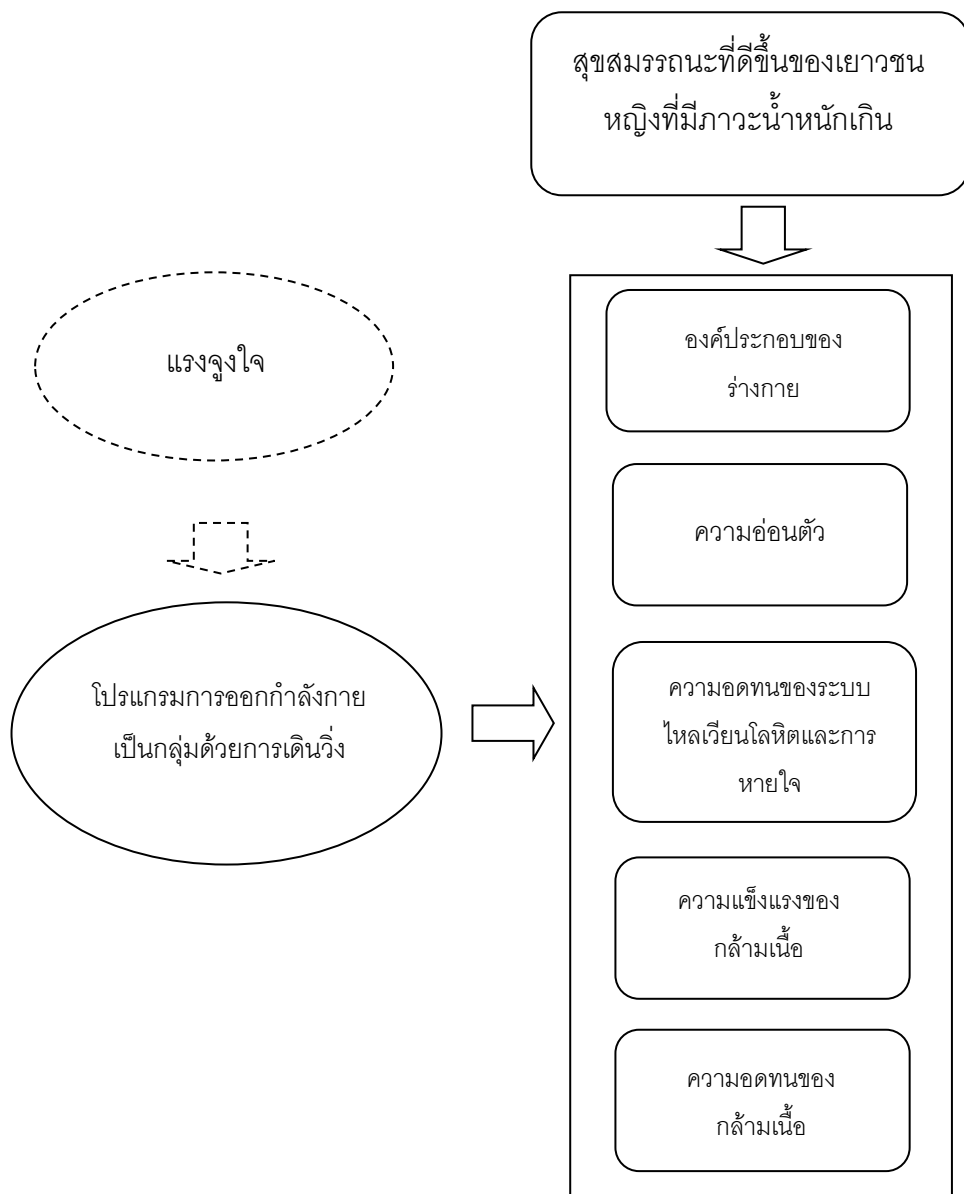 สุขสมรรถนะที่ดีขึ้นของเยาวชน
หญิงที่มีภาวะน้ำหนักเกิน
แรงจูงใจ
โปรแกรมการออกกำลังกาย
เป็นกลุ่มด้วยการเดินวิ่ง
องค์ประกอบของ
ร่างกาย
ความอ่อนตัว
ความอดทนของระบบ
ไหลเวียนโลหิตและการ
หายใจ
ความแข็งแรงของ
กล้ามเนื้อ
ความอดทนของ
กล้ามเนื้อ